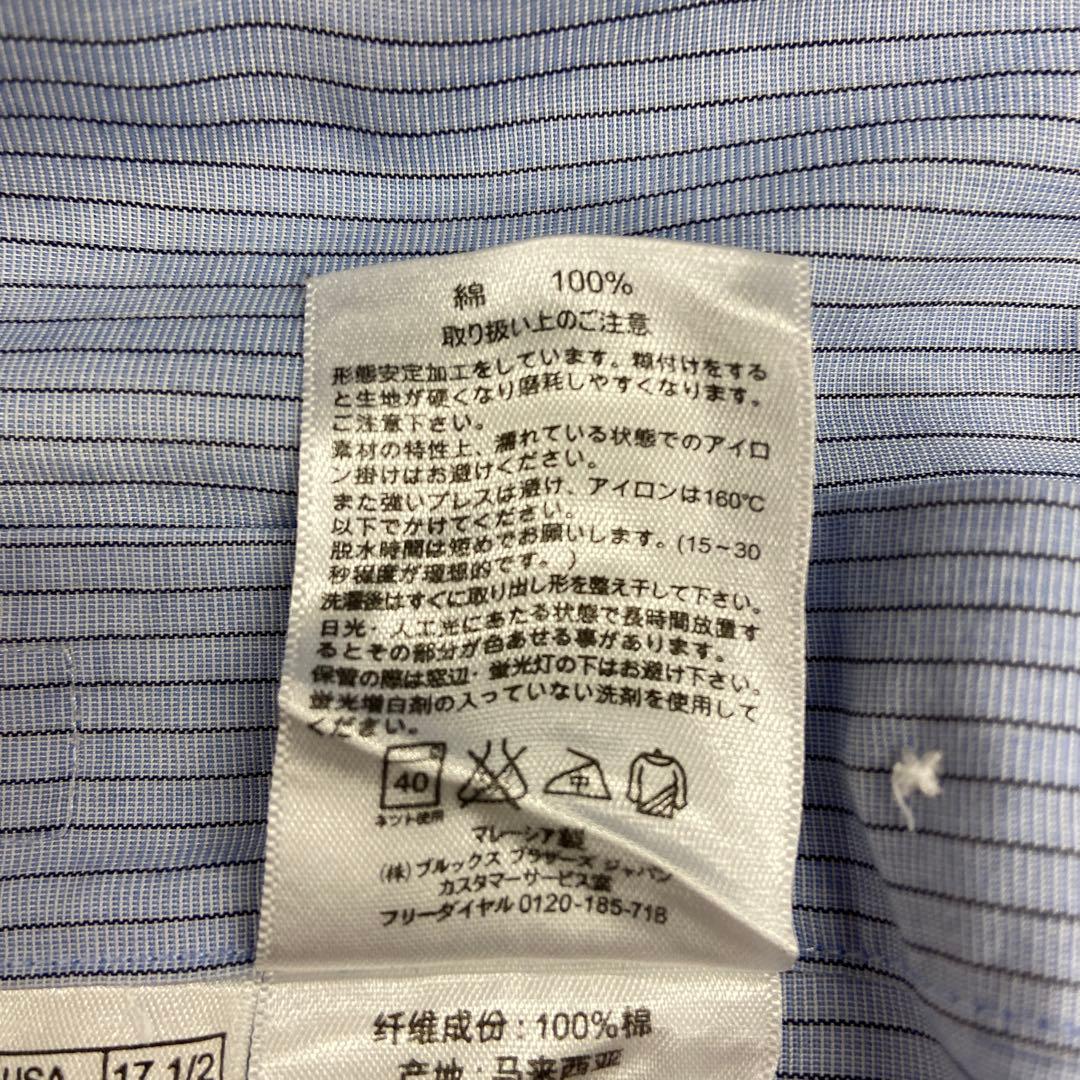 綿 100%
取り扱い上のご注意
形態安定加工をしています。糊付けをする
と生地が硬くなり磨耗しやすくなります。
ご注意下さい。
素材の特性上、濡れている状態でのアイロ
ン掛けはお避けください。
また強いプレスは避け、アイロンは160℃
以下でかけてください。
脱水時間は短めでお願いします。(15~30
秒程度が理想的です。)
洗濯後はすぐに取り出し形を整え干して下さい。
日光・人工光にあたる状態で長時間放置す
るとその部分が色あせる事があります。
保管の際は窓辺・蛍光灯の下はお避け下さい。
蛍光増白剤の入っていない洗剤を使用して
ください。
40 中
ネット使用
マレーシア製
(株)ブルックス ブラザーズ ジャパン
カスタマーサービス室
フリーダイヤル 0120-185-718
纤维成份:100%棉
产地:马来西亚
USA 17 1/2